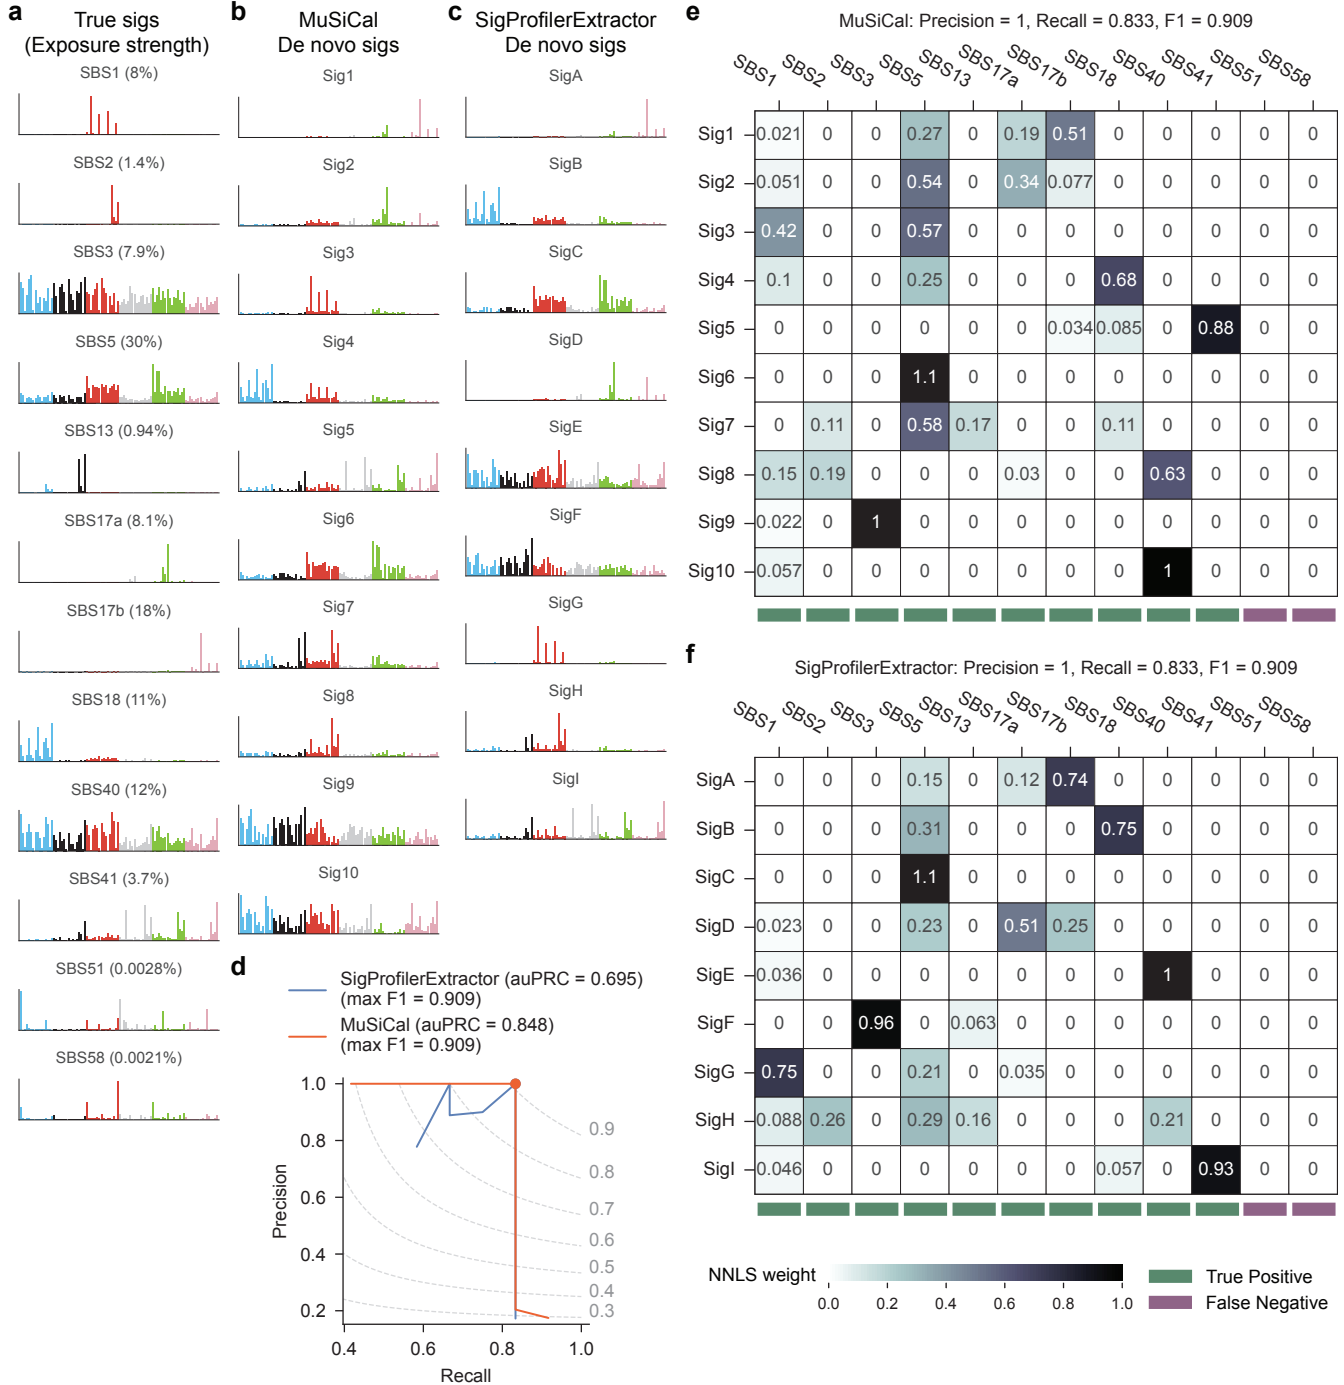 a
True sigs
(Exposure strength)
SBS1 (8%)
SBS2 (1.4%)
SBS3 (7.9%)
SBS5 (30%)
SBS13 (0.94%)
SBS17a (8.1%)
SBS17b (18%)
SBS18 (11%)
SBS40 (12%)
SBS41 (3.7%)
SBS51 (0.0028%)
SBS58 (0.0021%)
b
MuSiCal
De novo sigs
Sig1
Sig2
Sig3
Sig4
Sig5
Sig6
Sig7
Sig8
Sig9
Sig10
c
SigProfilerExtractor
De novo sigs
SigA
SigB
SigC
SigD
SigE
SigF
SigG
SigH
SigI
d
SigProfilerExtractor (auPRC = 0.695)
(max F1 = 0.909)
MuSiCal (auPRC = 0.848)
(max F1 = 0.909)
Precision
1.0
0.8
0.6
0.4
0.2
0.9
0.8
0.7
0.6
0.5
0.4
0.3
0.4 0.6 0.8 1.0
Recall
e
MuSiCal: Precision = 1, Recall = 0.833, F1 = 0.909
SBS1 SBS2 SBS3 SBS5 SBS13 SBS17a SBS17b SBS18 SBS40 SBS41 SBS51 SBS58
Sig1 0.021 0 0 0.27 0 0.19 0.51 0 0 0 0 0
Sig2 0.051 0 0 0.54 0 0.34 0.077 0 0 0 0 0
Sig3 0.42 0 0 0.57 0 0 0 0 0 0 0 0
Sig4 0.1 0 0 0.25 0 0 0 0.68 0 0 0 0
Sig5 0 0 0 0 0 0 0.034 0.085 0 0.88 0 0
Sig6 0 0 0 1.1 0 0 0 0 0 0 0 0
Sig7 0 0.11 0 0.58 0.17 0 0 0.11 0 0 0 0
Sig8 0.15 0.19 0 0 0 0.03 0 0 0.63 0 0 0
Sig9 0.022 0 1 0 0 0 0 0 0 0 0 0
Sig10 0.057 0 0 0 0 0 0 0 1 0 0 0
f
SigProfilerExtractor: Precision = 1, Recall = 0.833, F1 = 0.909
SBS1 SBS2 SBS3 SBS5 SBS13 SBS17a SBS17b SBS18 SBS40 SBS41 SBS51 SBS58
SigA 0 0 0 0.15 0 0.12 0.74 0 0 0 0 0
SigB 0 0 0 0.31 0 0 0 0.75 0 0 0 0
SigC 0 0 0 1.1 0 0 0 0 0 0 0 0
SigD 0.023 0 0 0.23 0 0.51 0.25 0 0 0 0 0
SigE 0.036 0 0 0 0 0 0 0 1 0 0 0
SigF 0 0 0.96 0 0.063 0 0 0 0 0 0 0
SigG 0.75 0 0 0.21 0 0.035 0 0 0 0 0 0
SigH 0.088 0.26 0 0.29 0.16 0 0 0 0.21 0 0 0
SigI 0.046 0 0 0 0 0 0 0.057 0 0.93 0 0
NNLS weight
0.0 0.2 0.4 0.6 0.8 1.0
True Positive
False Negative